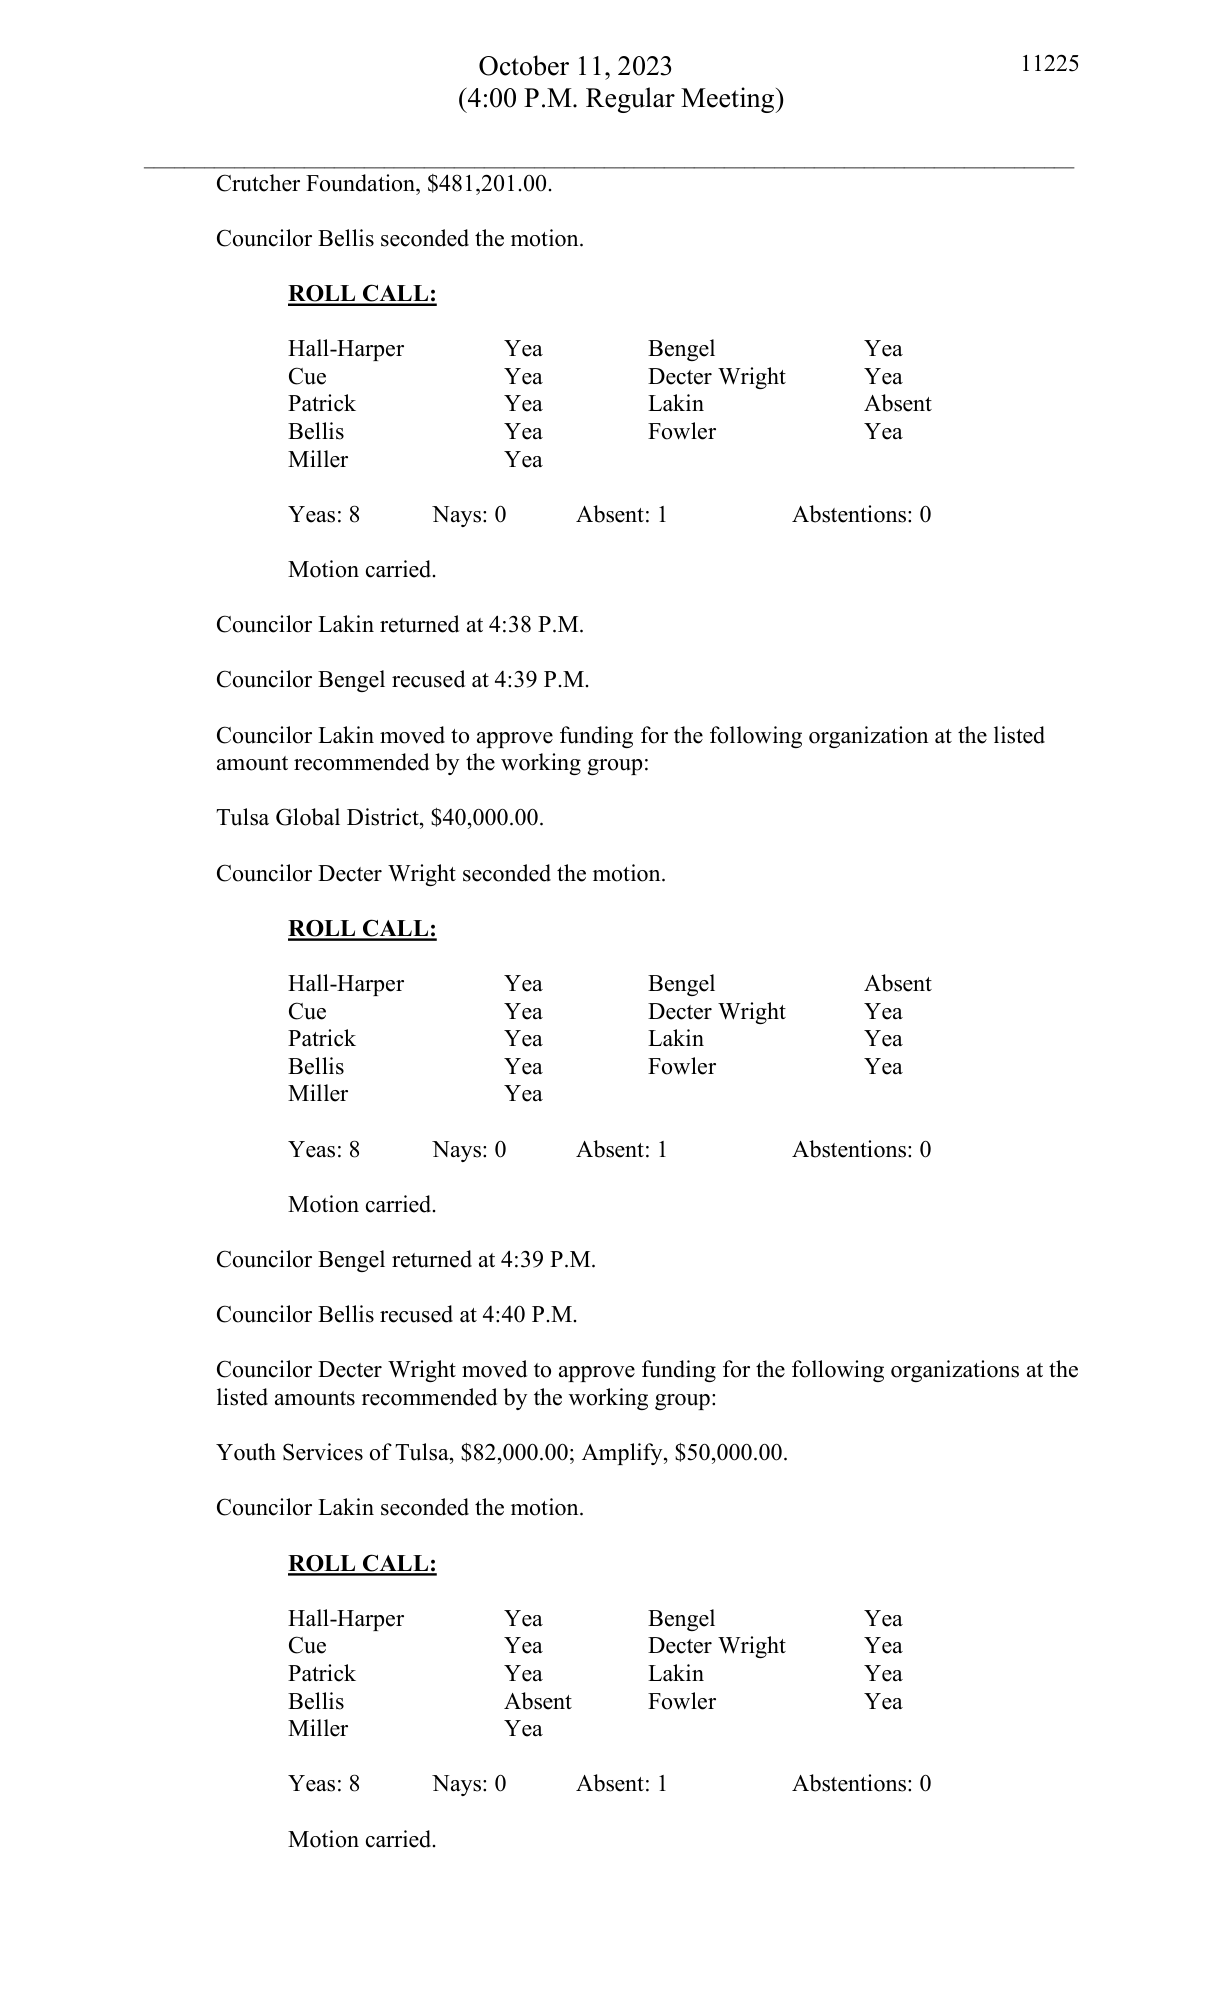 October 11, 2023 11225
(4:00 P.M. Regular Meeting)
Crutcher Foundation, $481,201.00.
Councilor Bellis seconded the motion.
ROLL CALL:
Hall-Harper Yea Bengel Yea
Cue Yea Decter Wright Yea
Patrick Yea Lakin Absent
Bellis Yea Fowler Yea
Miller Yea
Yeas: 8 Nays: 0 Absent: 1 Abstentions: 0
Motion carried.
Councilor Lakin returned at 4:38 P.M.
Councilor Bengel recused at 4:39 P.M.
Councilor Lakin moved to approve funding for the following organization at the listed
amount recommended by the working group:
Tulsa Global District, $40,000.00.
Councilor Decter Wright seconded the motion.
ROLL CALL:
Hall-Harper Yea Bengel Absent
Cue Yea Decter Wright Yea
Patrick Yea Lakin Yea
Bellis Yea Fowler Yea
Miller Yea
Yeas: 8 Nays: 0 Absent: 1 Abstentions: 0
Motion carried.
Councilor Bengel returned at 4:39 P.M.
Councilor Bellis recused at 4:40 P.M.
Councilor Decter Wright moved to approve funding for the following organizations at the
listed amounts recommended by the working group:
Youth Services of Tulsa, $82,000.00; Amplify, $50,000.00.
Councilor Lakin seconded the motion.
ROLL CALL:
Hall-Harper Yea Bengel Yea
Cue Yea Decter Wright Yea
Patrick Yea Lakin Yea
Bellis Absent Fowler Yea
Miller Yea
Yeas: 8 Nays: 0 Absent: 1 Abstentions: 0
Motion carried.